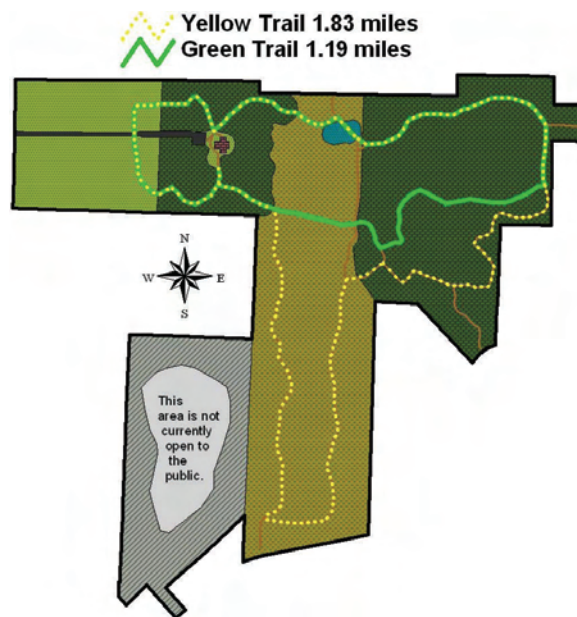 Yellow Trail 1.83 miles
Green Trail 1.19 miles
N
W E
S
This
area is not
currently
open to
the
public.